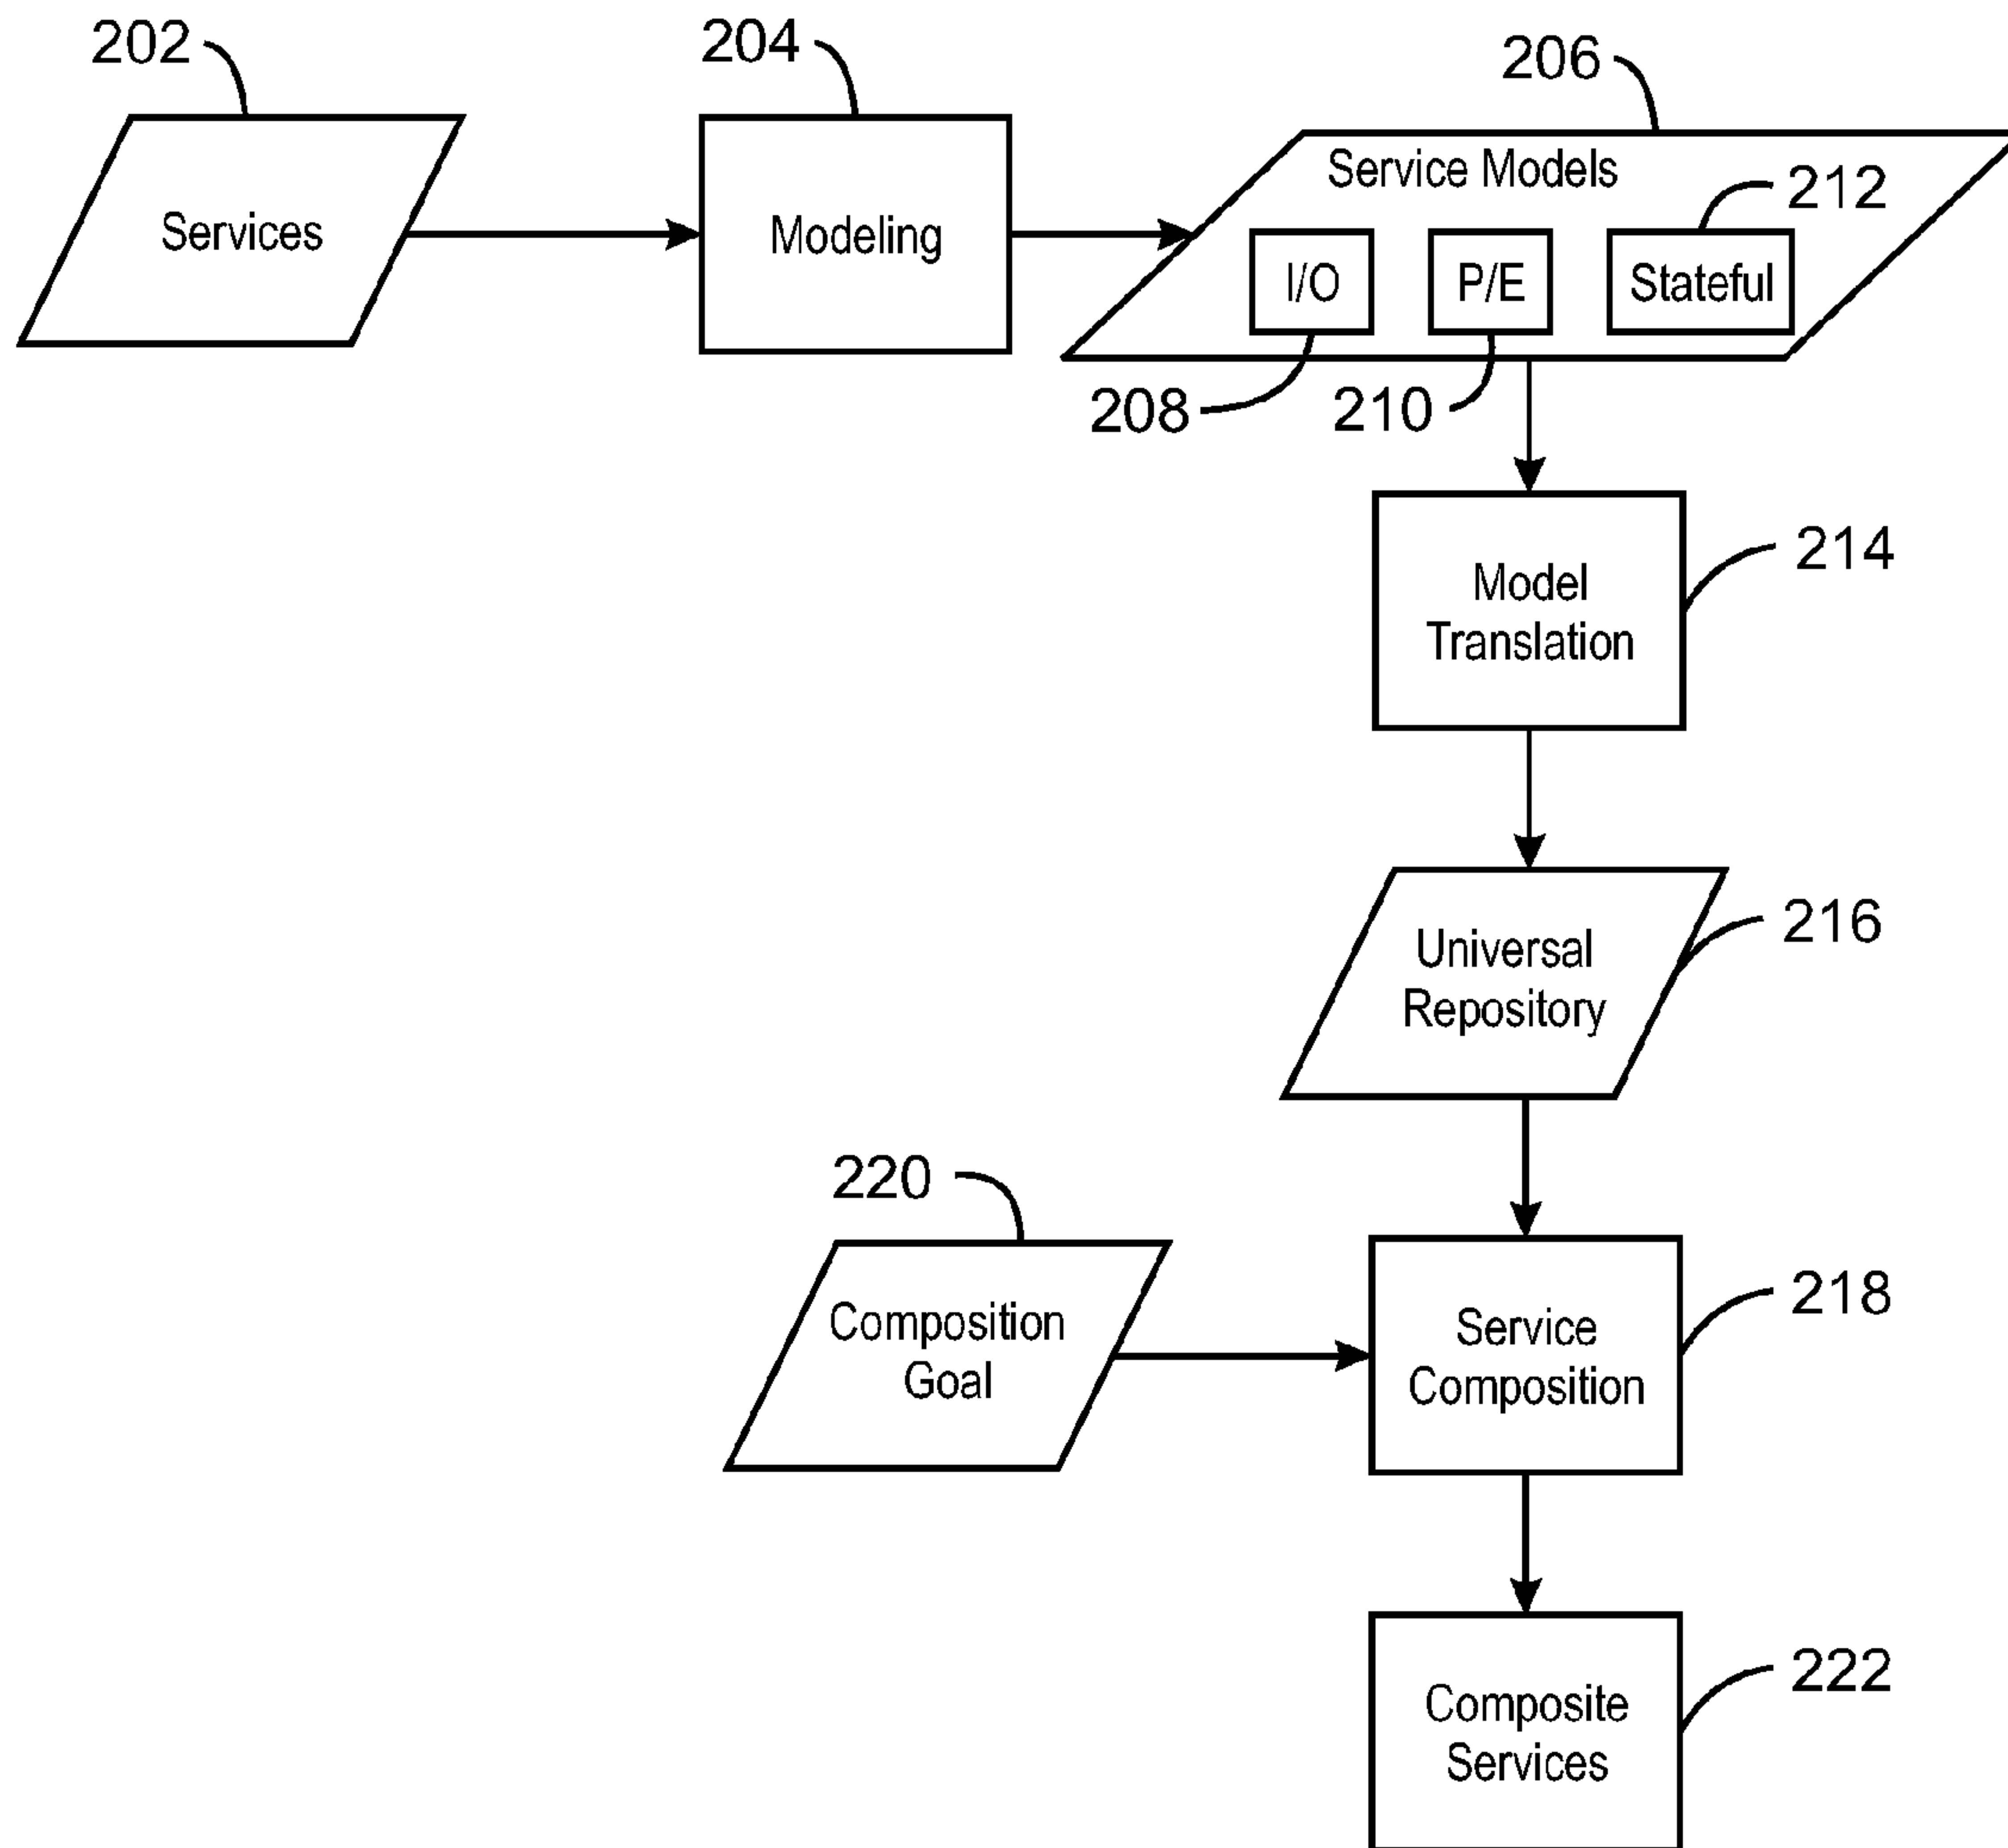 202
204
206
Services
Modeling
Service Models
212
I/O
P/E
Stateful
208
210
Model
Translation
214
Universal
Repository
216
220
Composition
Goal
Service
Composition
218
Composite
Services
222